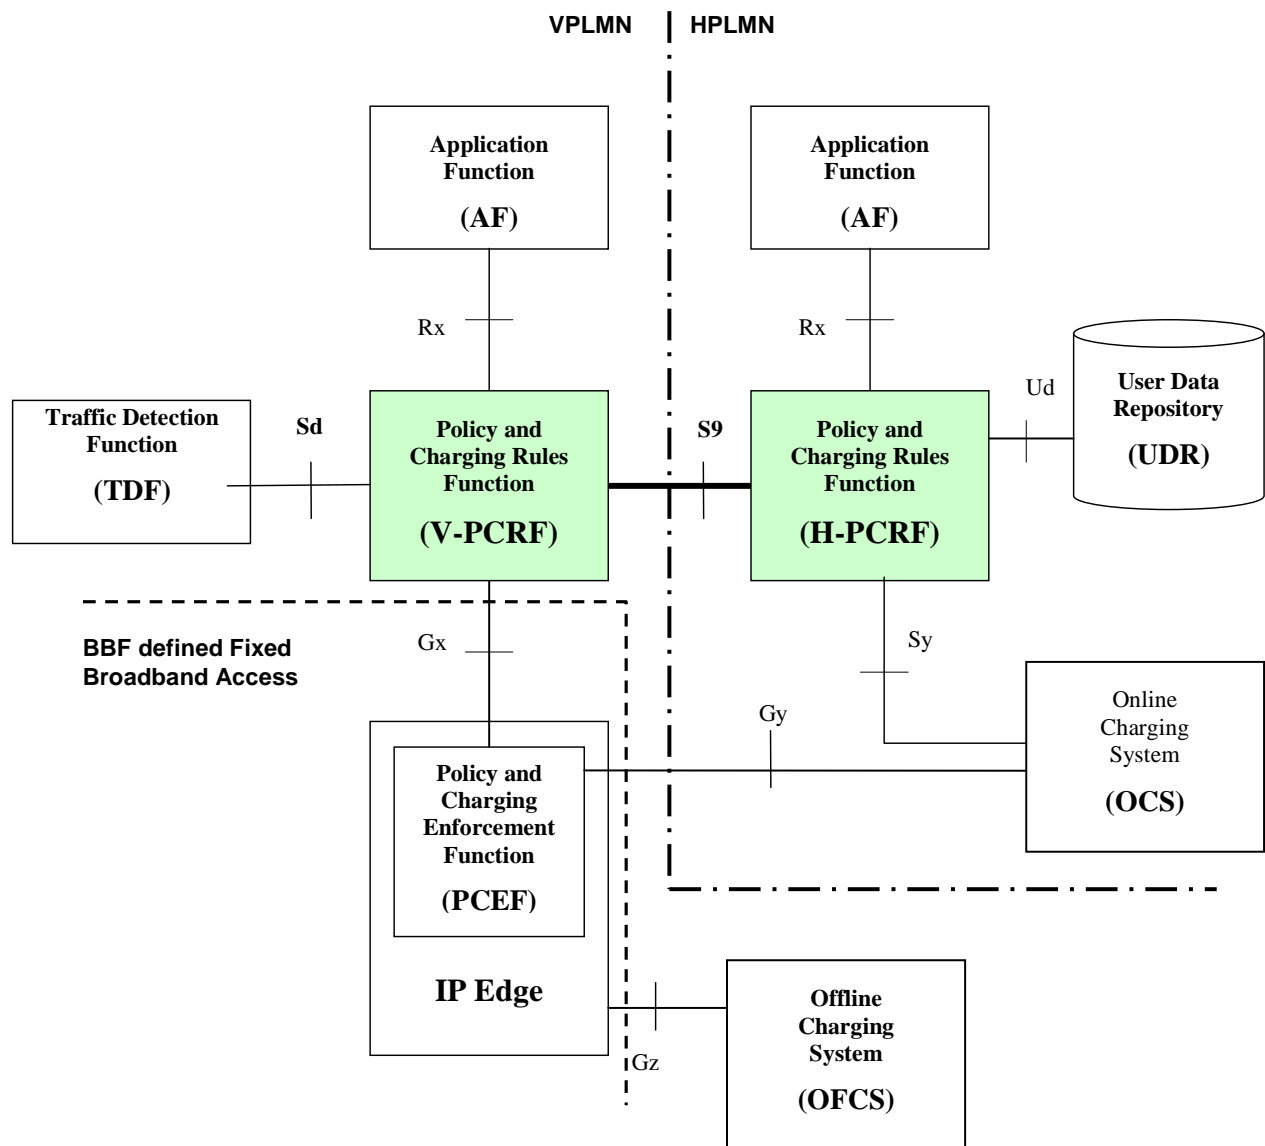 VPLMN
HPLMN
Application
Function
(AF)
Application
Function
(AF)
Rx
Rx
Traffic Detection
Function
(TDF)
Sd
Policy and
Charging Rules
Function
(V-PCRF)
S9
Policy and
Charging Rules
Function
(H-PCRF)
Ud
User Data
Repository
(UDR)
BBF defined Fixed
Broadband Access
Gx
Sy
Gy
Online
Charging
System
(OCS)
Policy and
Charging
Enforcement
Function
(PCEF)
IP Edge
Gz
Offline
Charging
System
(OFCS)